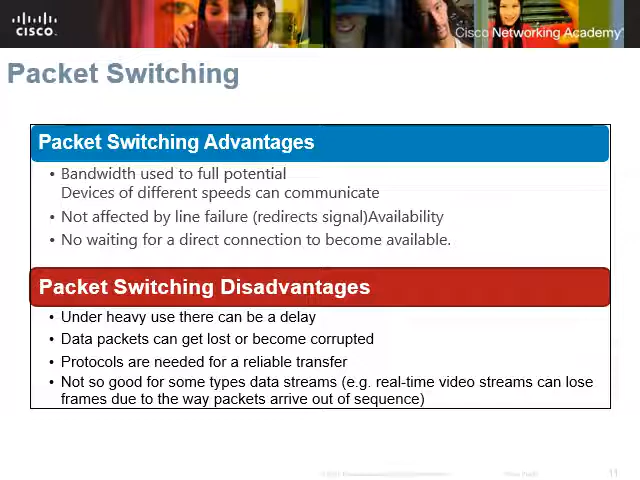 CISCO.
Cisco Networking Academy
Packet Switching
Packet Switching Advantages
• Bandwidth used to full potential
Devices of different speeds can communicate
• Not affected by line failure (redirects signal)Availability
• No waiting for a direct connection to become available.
Packet Switching Disadvantages
• Under heavy use there can be a delay
• Data packets can get lost or become corrupted
• Protocols are needed for a reliable transfer
• Not so good for some types data streams (e.g. real-time video streams can lose
frames due to the way packets arrive out of sequence)
11